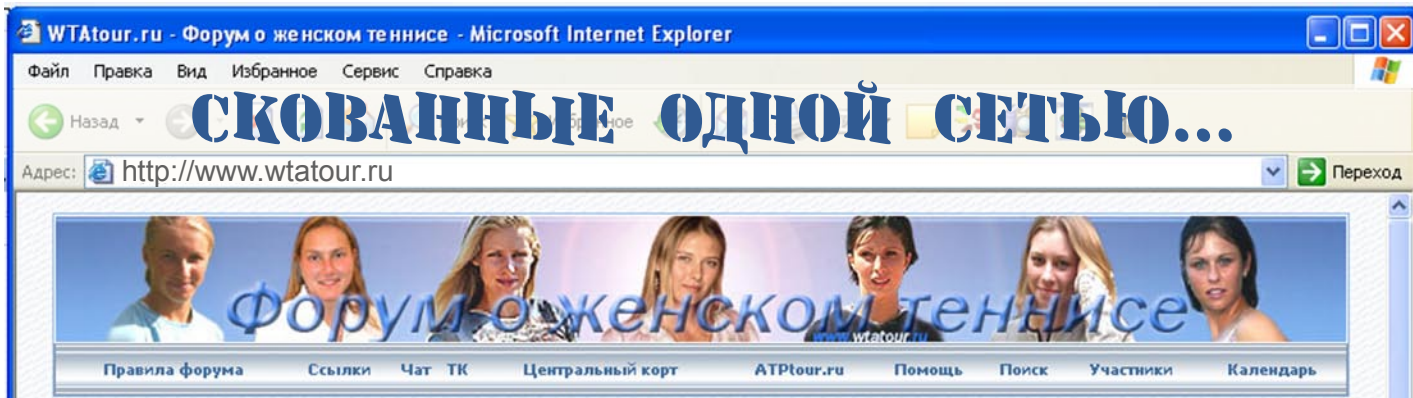 WTAtour.ru - Форум о женском теннисе - Microsoft Internet Explorer
Файл Правка Вид Избранное Сервис Справка
Назад
СКОВАННЫЕ ОДНОЙ СЕТЬЮ...
Адрес: http://www.wtatour.ru Переход
Форум о женском теннисе
www.wtatour.ru
Правила форума Ссылки Чат ТК Центральный корт ATPtour.ru Помощь Поиск Участники Календарь